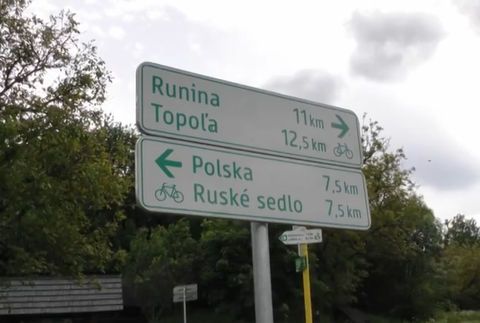 Runina 11 km
Topoľa 12,5 km
Polska 7,5 km
Ruské sedlo 7,5 km